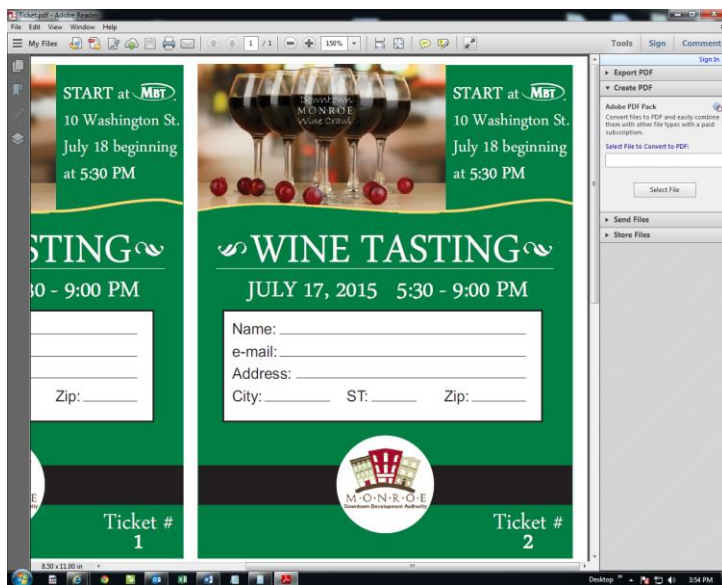 Ticket.pdf - Adobe Reader
File Edit View Window Help
My Files
1 / 1
150%
Tools Sign Comment
Sign In
Export PDF
Create PDF
Adobe PDF Pack
Convert files to PDF and easily combine
them with other file types with a paid
subscription.
Select File to Convert to PDF:
Select File
Send Files
Store Files
START at MBT.
10 Washington St.
July 18 beginning
at 5:30 PM
STING
30 - 9:00 PM
Zip:
E
Ticket #
1
Downtown
MONROE
Wine Crawl
START at MBT.
10 Washington St.
July 18 beginning
at 5:30 PM
WINE TASTING
JULY 17, 2015 5:30 - 9:00 PM
Name:
e-mail:
Address:
City: ST: Zip:
M·O·N·R·O·E
Downtown Development Authority
Ticket #
2
8.50 x 11.00 in
Desktop
3:54 PM